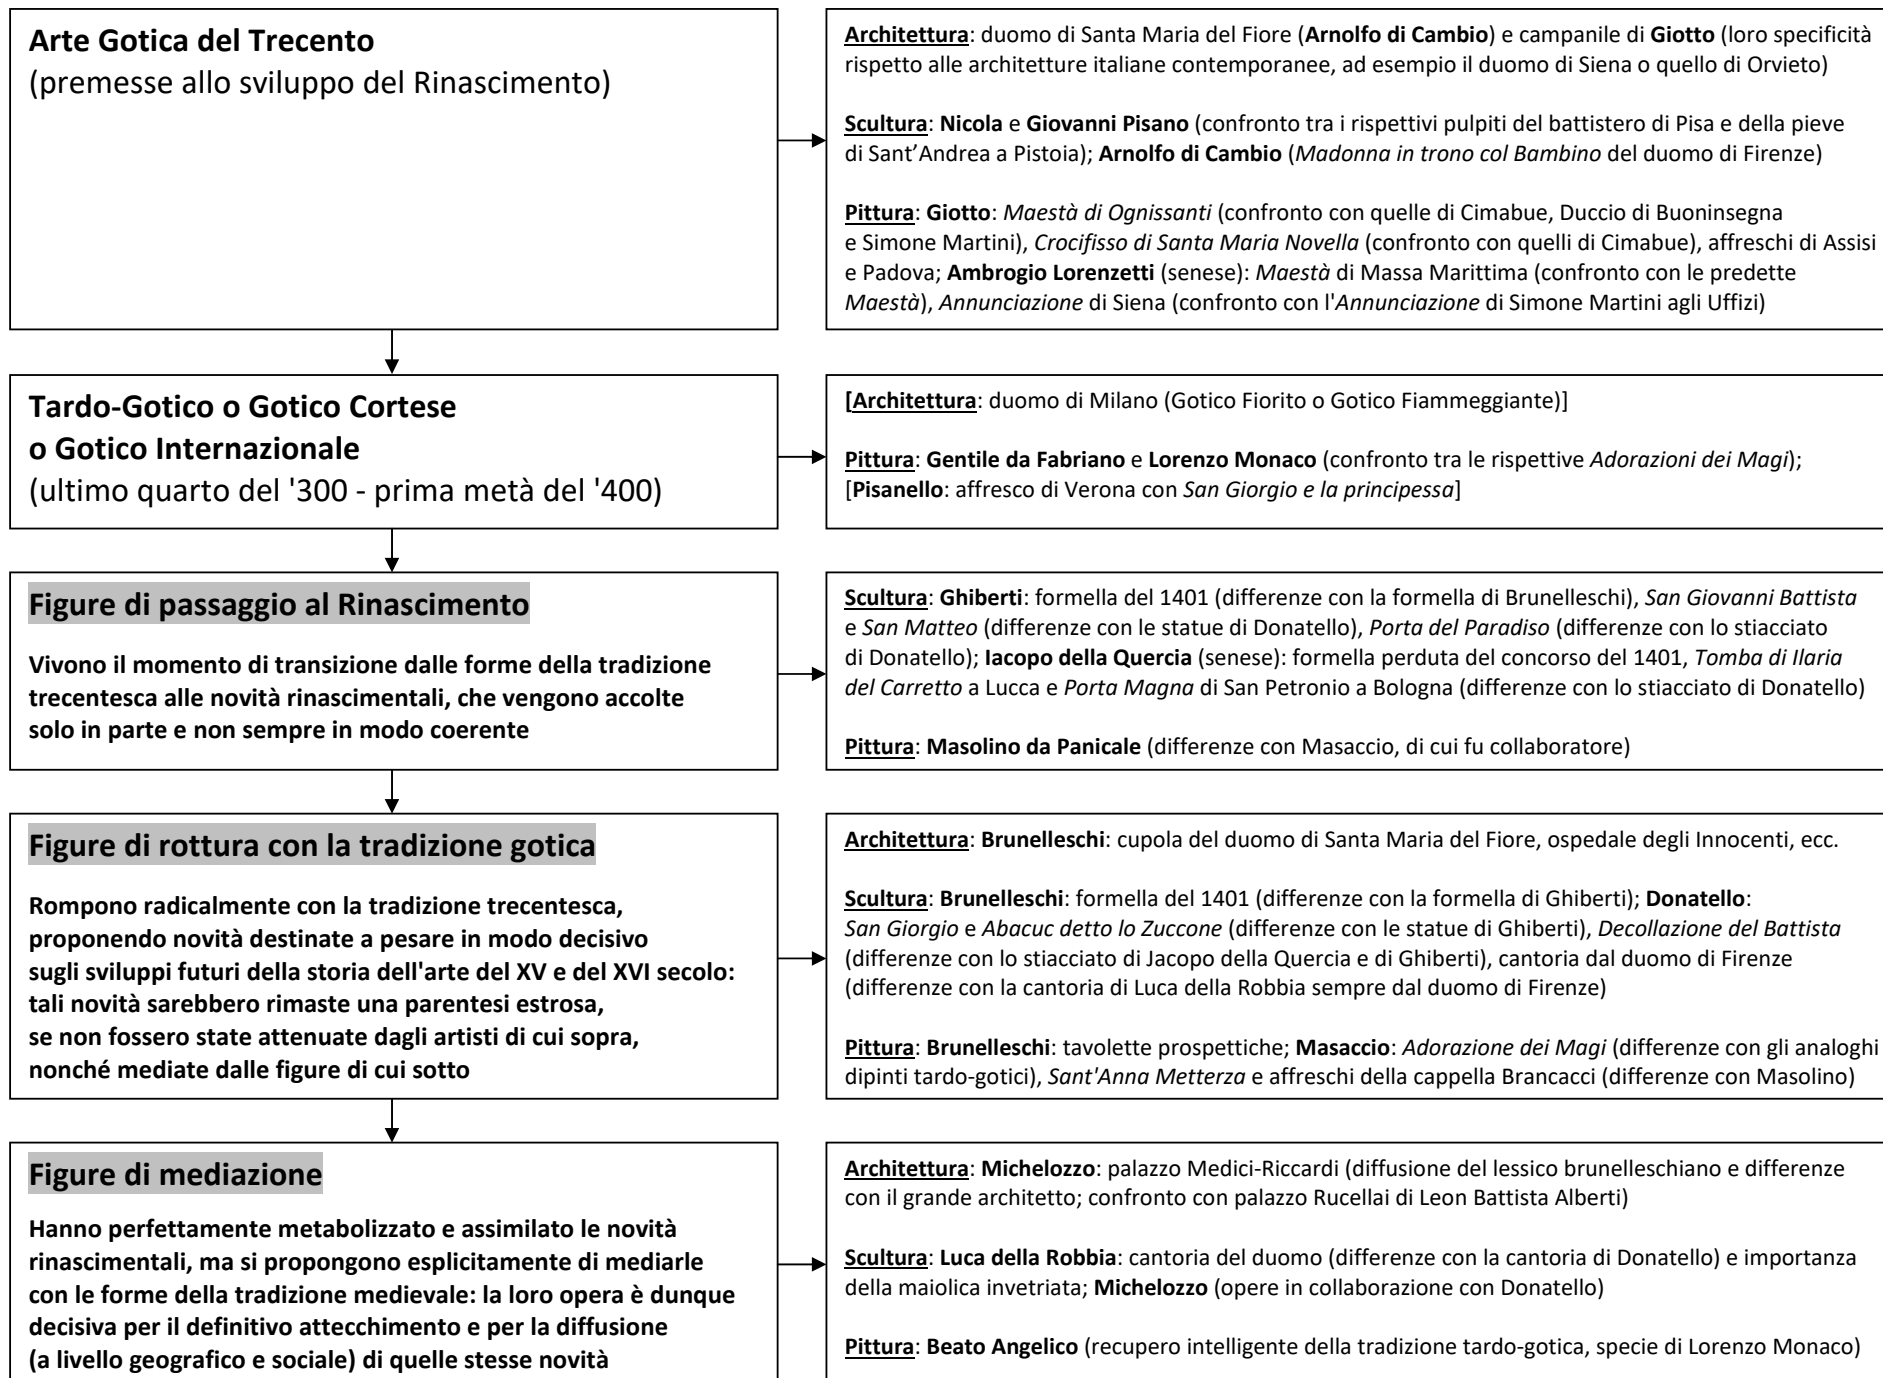 Arte Gotica del Trecento
(premesse allo sviluppo del Rinascimento)
Architettura: duomo di Santa Maria del Fiore (Arnolfo di Cambio) e campanile di Giotto (loro specificità
rispetto alle architetture italiane contemporanee, ad esempio il duomo di Siena o quello di Orvieto)
Scultura: Nicola e Giovanni Pisano (confronto tra i rispettivi pulpiti del battistero di Pisa e della pieve
di Sant’Andrea a Pistoia); Arnolfo di Cambio (Madonna in trono col Bambino del duomo di Firenze)
Pittura: Giotto: Maestà di Ognissanti (confronto con quelle di Cimabue, Duccio di Buoninsegna
e Simone Martini), Crocifisso di Santa Maria Novella (confronto con quelli di Cimabue), affreschi di Assisi
e Padova; Ambrogio Lorenzetti (senese): Maestà di Massa Marittima (confronto con le predette
Maestà), Annunciazione di Siena (confronto con l'Annunciazione di Simone Martini agli Uffizi)
Tardo-Gotico o Gotico Cortese
o Gotico Internazionale
(ultimo quarto del '300 - prima metà del '400)
[Architettura: duomo di Milano (Gotico Fiorito o Gotico Fiammeggiante)]
Pittura: Gentile da Fabriano e Lorenzo Monaco (confronto tra le rispettive Adorazioni dei Magi);
[Pisanello: affresco di Verona con San Giorgio e la principessa]
Figure di passaggio al Rinascimento
Vivono il momento di transizione dalle forme della tradizione
trecentesca alle novità rinascimentali, che vengono accolte
solo in parte e non sempre in modo coerente
Scultura: Ghiberti: formella del 1401 (differenze con la formella di Brunelleschi), San Giovanni Battista
e San Matteo (differenze con le statue di Donatello), Porta del Paradiso (differenze con lo stiacciato
di Donatello); Iacopo della Quercia (senese): formella perduta del concorso del 1401, Tomba di Ilaria
del Carretto a Lucca e Porta Magna di San Petronio a Bologna (differenze con lo stiacciato di Donatello)
Pittura: Masolino da Panicale (differenze con Masaccio, di cui fu collaboratore)
Figure di rottura con la tradizione gotica
Rompono radicalmente con la tradizione trecentesca,
proponendo novità destinate a pesare in modo decisivo
sugli sviluppi futuri della storia dell'arte del XV e del XVI secolo:
tali novità sarebbero rimaste una parentesi estrosa,
se non fossero state attenuate dagli artisti di cui sopra,
nonché mediate dalle figure di cui sotto
Architettura: Brunelleschi: cupola del duomo di Santa Maria del Fiore, ospedale degli Innocenti, ecc.
Scultura: Brunelleschi: formella del 1401 (differenze con la formella di Ghiberti); Donatello:
San Giorgio e Abacuc detto lo Zuccone (differenze con le statue di Ghiberti), Decollazione del Battista
(differenze con lo stiacciato di Jacopo della Quercia e di Ghiberti), cantoria dal duomo di Firenze
(differenze con la cantoria di Luca della Robbia sempre dal duomo di Firenze)
Pittura: Brunelleschi: tavolette prospettiche; Masaccio: Adorazione dei Magi (differenze con gli analoghi
dipinti tardo-gotici), Sant'Anna Metterza e affreschi della cappella Brancacci (differenze con Masolino)
Figure di mediazione
Hanno perfettamente metabolizzato e assimilato le novità
rinascimentali, ma si propongono esplicitamente di mediarle
con le forme della tradizione medievale: la loro opera è dunque
decisiva per il definitivo attecchimento e per la diffusione
(a livello geografico e sociale) di quelle stesse novità
Architettura: Michelozzo: palazzo Medici-Riccardi (diffusione del lessico brunelleschiano e differenze
con il grande architetto; confronto con palazzo Rucellai di Leon Battista Alberti)
Scultura: Luca della Robbia: cantoria del duomo (differenze con la cantoria di Donatello) e importanza
della maiolica invetriata; Michelozzo (opere in collaborazione con Donatello)
Pittura: Beato Angelico (recupero intelligente della tradizione tardo-gotica, specie di Lorenzo Monaco)